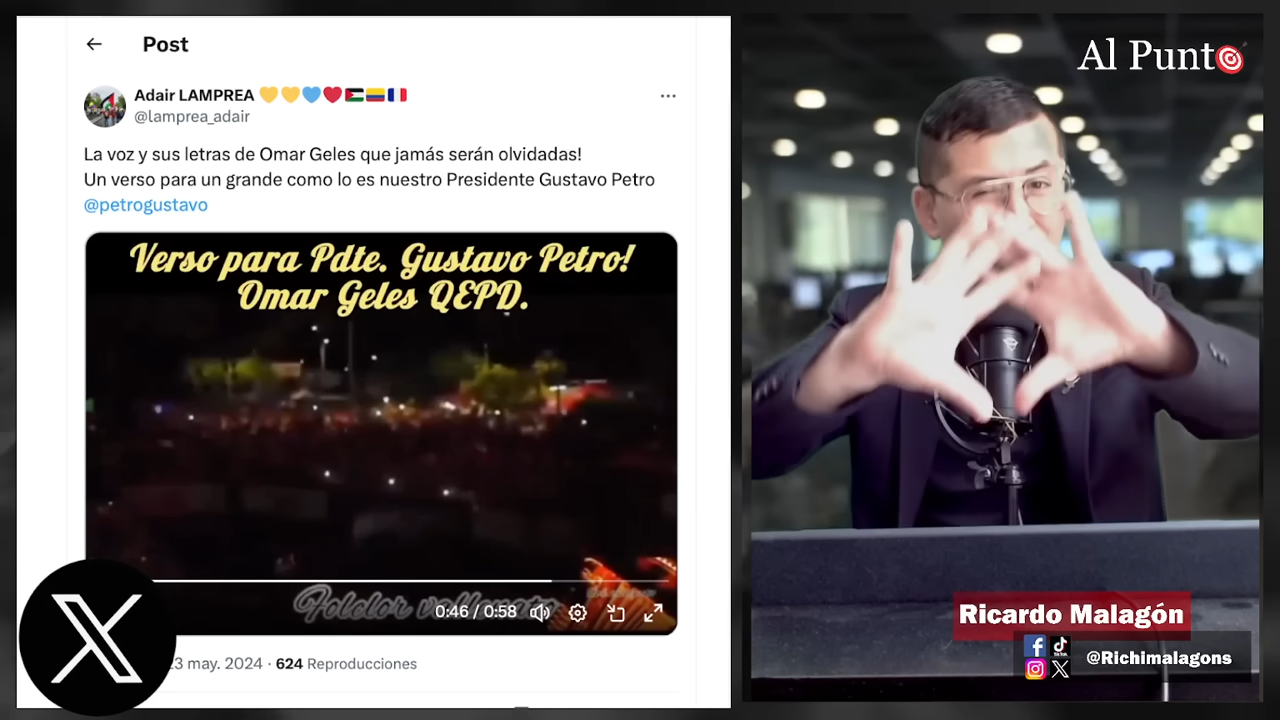 Post
Adair LAMPREA
@lamprea_adair
La voz y sus letras de Omar Geles que jamás serán olvidadas!
Un verso para un grande como lo es nuestro Presidente Gustavo Petro
@petrogustavo
Verso para Pdte. Gustavo Petro!
Omar Geles QEPD.
Folclor vallenato
0:46 / 0:58
23 may. 2024 · 624 Reproducciones
Al Punto
Ricardo Malagón
@Richimalagons